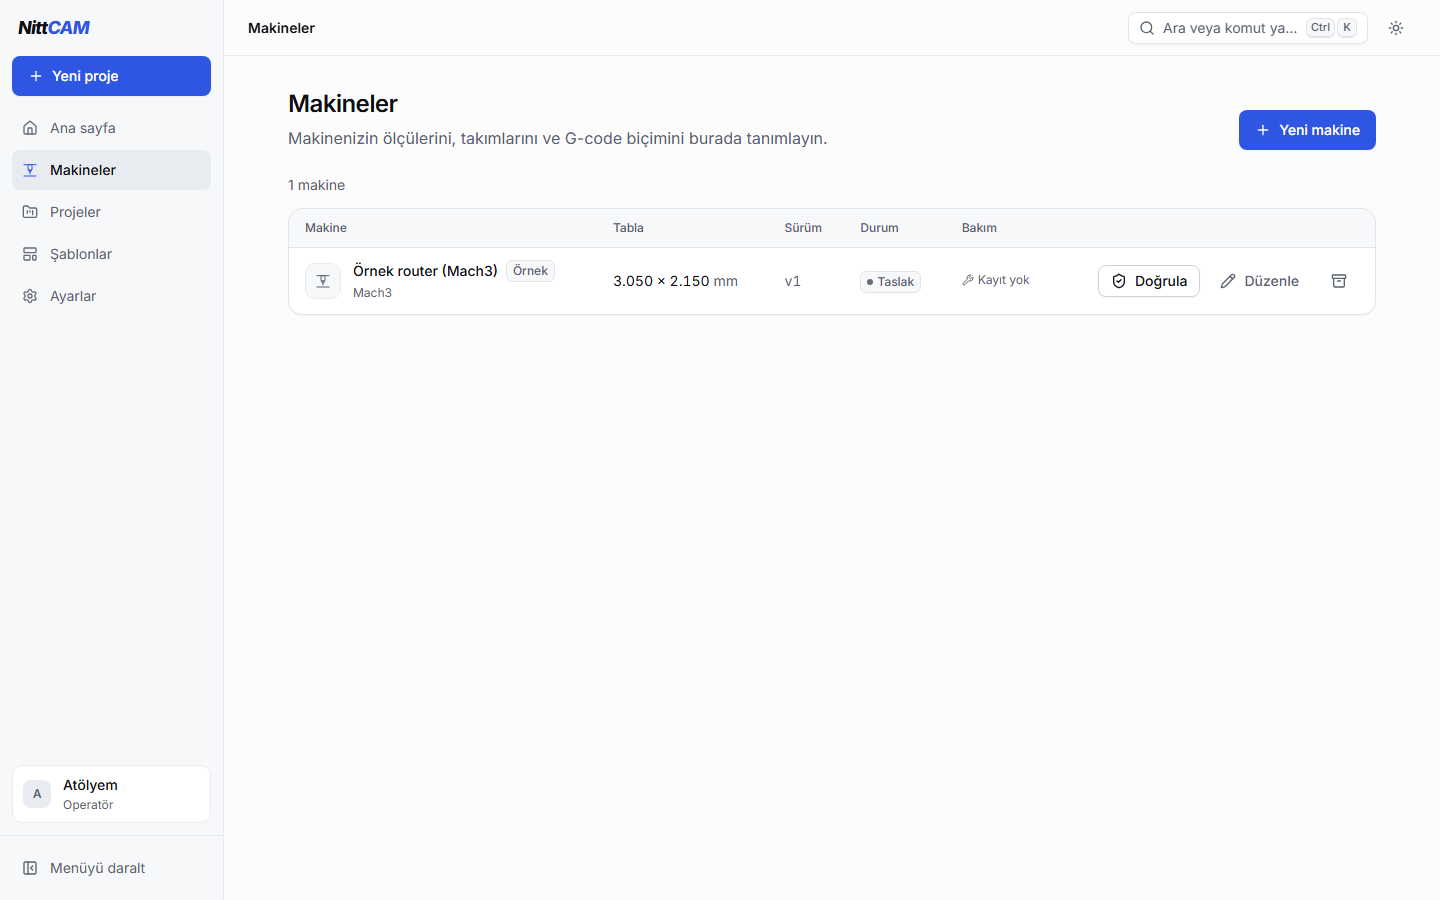 NittCAM
Yeni proje
Ana sayfa
Makineler
Projeler
Şablonlar
Ayarlar
A
Atölyem
Operatör
Menüyü daralt
Makineler
Ara veya komut ya... Ctrl K
Makineler
Makinenizin ölçülerini, takımlarını ve G-code biçimini burada tanımlayın.
Yeni makine
1 makine
Makine Tabla Sürüm Durum Bakım
Örnek router (Mach3) Örnek
Mach3
3.050 × 2.150 mm v1 Taslak Kayıt yok Doğrula Düzenle